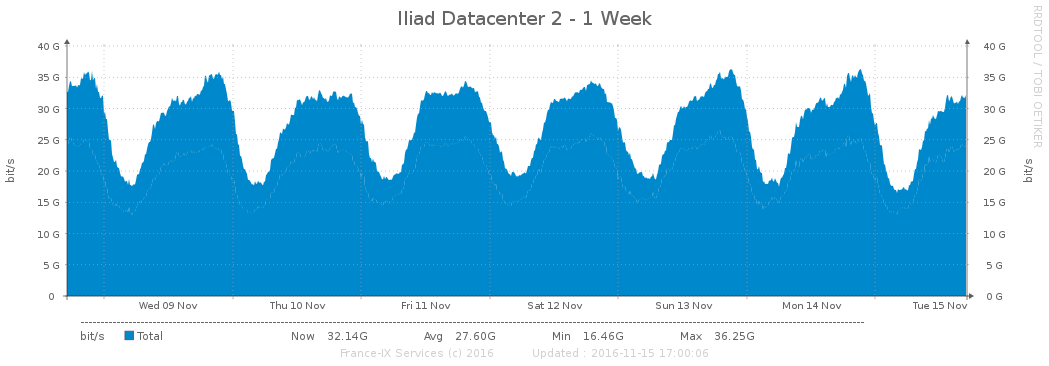 Iliad Datacenter 2 - 1 Week
RRDTOOL / TOBI OETIKER
40 G 40 G
35 G 35 G
30 G 30 G
25 G 25 G
20 G 20 G
15 G 15 G
10 G 10 G
5 G 5 G
0 0 G
bit/s bit/s
Wed 09 Nov Thu 10 Nov Fri 11 Nov Sat 12 Nov Sun 13 Nov Mon 14 Nov Tue 15 Nov
bit/s Total Now 32.14G Avg 27.60G Min 16.46G Max 36.25G
France-IX Services (c) 2016 Updated : 2016-11-15 17:00:06